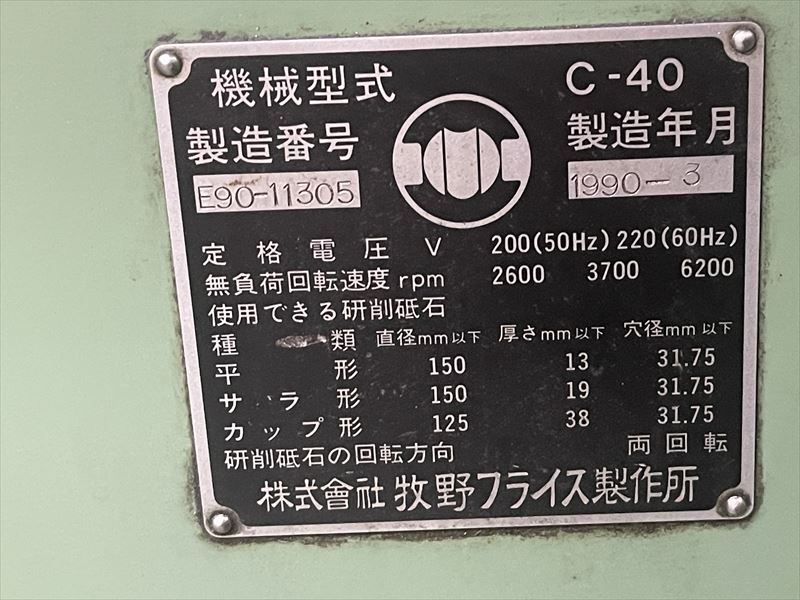 機械型式 C-40
製造番号 製造年月
E90-11305 1990-3
定格電圧 V 200(50Hz) 220(60Hz)
無負荷回転速度 rpm 2600 3700 6200
使用できる研削砥石
種類 直径mm以下 厚さmm以下 穴径mm以下
平形 150 13 31.75
サラ形 150 19 31.75
カップ形 125 38 31.75
研削砥石の回転方向 両回転
株式會社 牧野フライス製作所